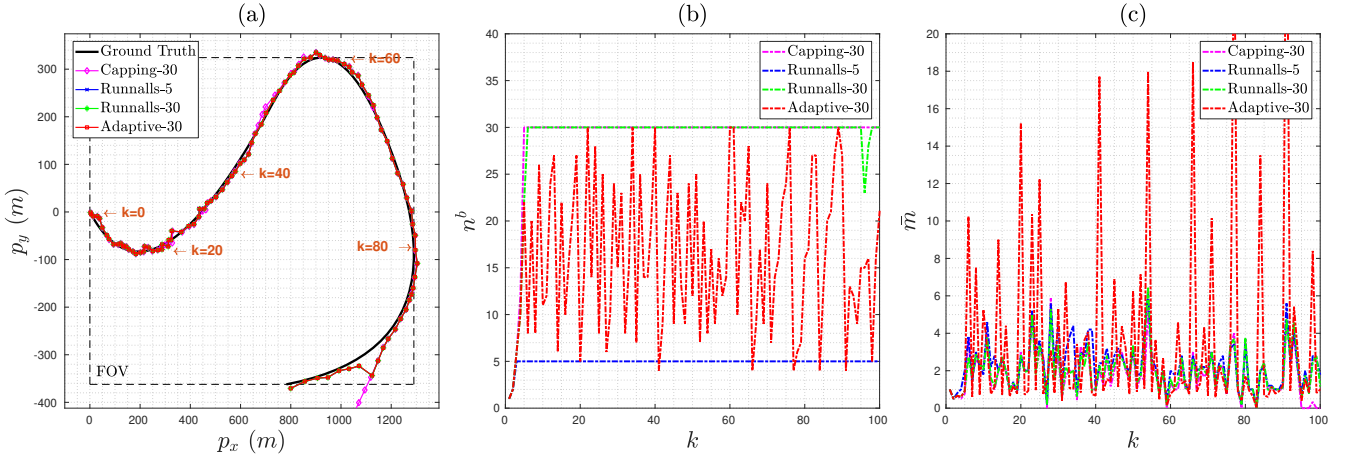 (a)
Ground Truth
Capping-30
Runnalls-5
Runnalls-30
Adaptive-30
←k=60
←k=40
←k=0
←k=20
k=80→
FOV
300
200
100
0
-100
-200
-300
-400
p_y (m)
0 200 400 600 800 1000 1200
p_x (m)
(b)
Capping-30
Runnalls-5
Runnalls-30
Adaptive-30
40
35
30
25
20
15
10
5
0
n^b
0 20 40 60 80 100
k
(c)
Capping-30
Runnalls-5
Runnalls-30
Adaptive-30
20
18
16
14
12
10
8
6
4
2
0
m̄
0 20 40 60 80 100
k